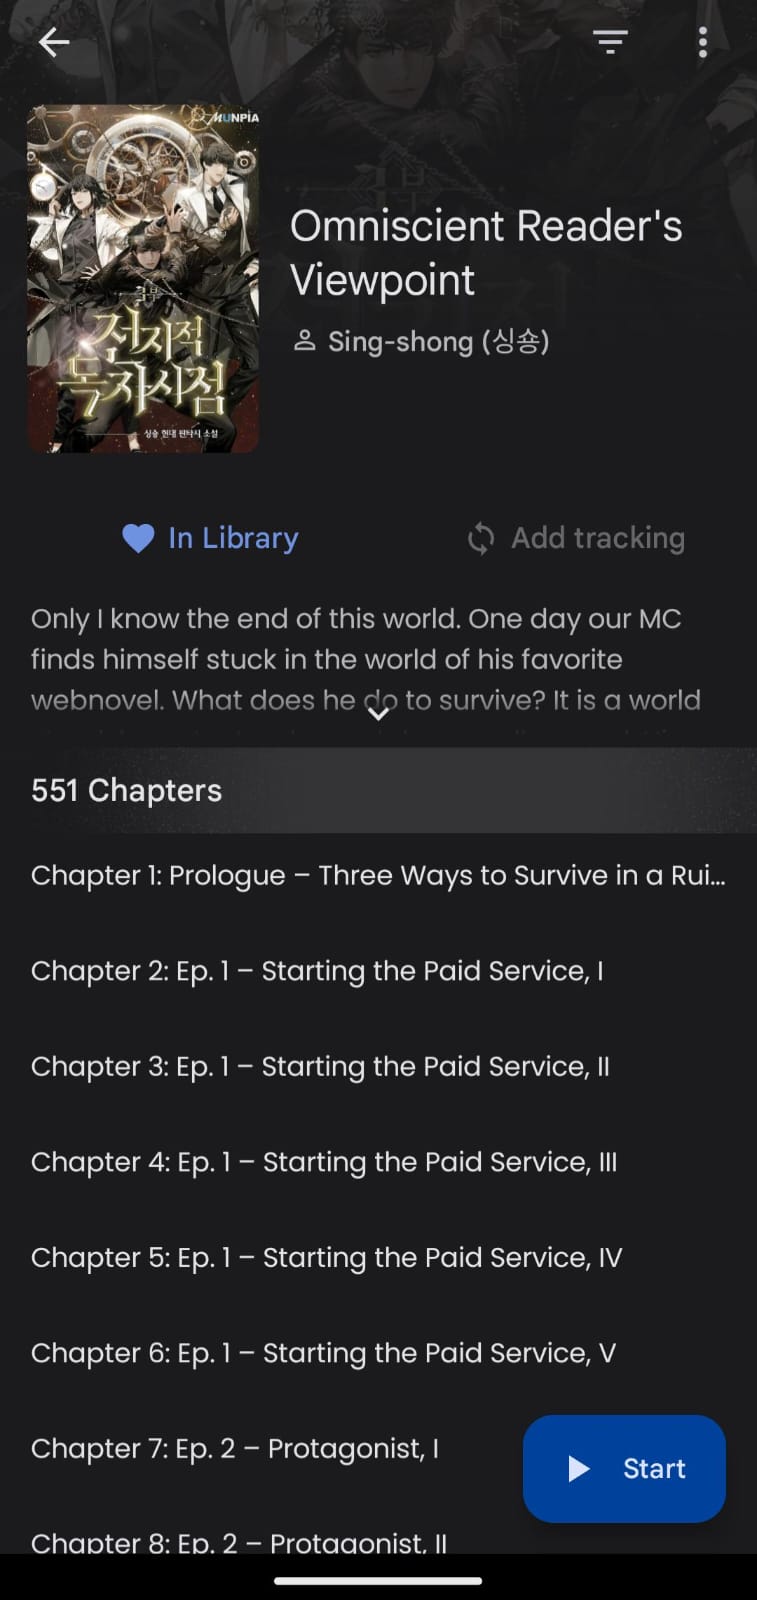 MUNPIA
전지적
독자시점
싱숑 현대 판타지 소설
Omniscient Reader's
Viewpoint
Sing-shong (싱숑)
In Library
Add tracking
Only I know the end of this world. One day our MC
finds himself stuck in the world of his favorite
webnovel. What does he do to survive? It is a world
551 Chapters
Chapter 1: Prologue – Three Ways to Survive in a Rui...
Chapter 2: Ep. 1 – Starting the Paid Service, I
Chapter 3: Ep. 1 – Starting the Paid Service, II
Chapter 4: Ep. 1 – Starting the Paid Service, III
Chapter 5: Ep. 1 – Starting the Paid Service, IV
Chapter 6: Ep. 1 – Starting the Paid Service, V
Chapter 7: Ep. 2 – Protagonist, I
Start
Chapter 8: Ep. 2 – Protagonist, II